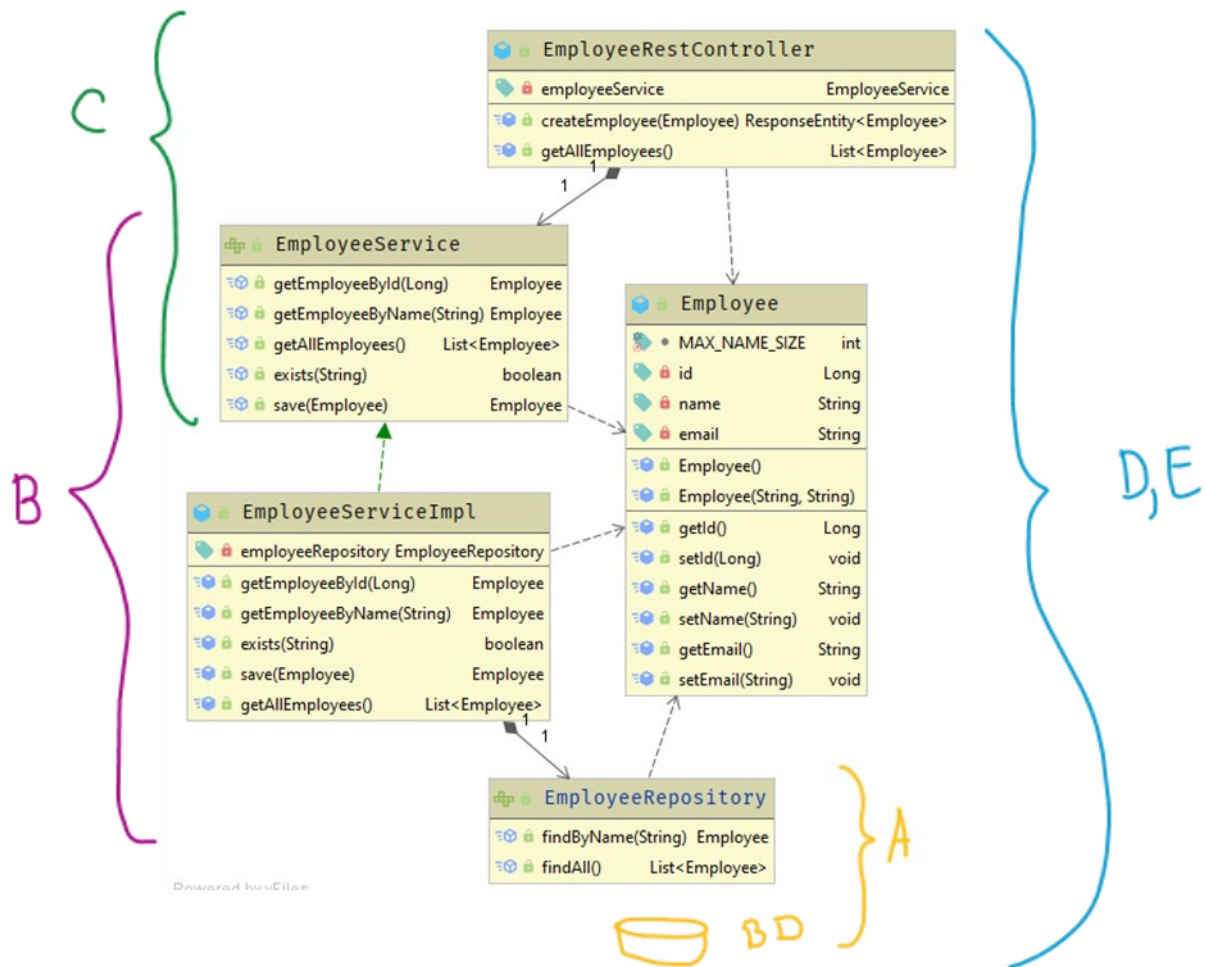 C
B
D,E
A
BD
EmployeeRestController
employeeService EmployeeService
createEmployee(Employee) ResponseEntity<Employee>
getAllEmployees() List<Employee>
1
1
EmployeeService
getEmployeeById(Long) Employee
getEmployeeByName(String) Employee
getAllEmployees() List<Employee>
exists(String) boolean
save(Employee) Employee
Employee
MAX_NAME_SIZE int
id Long
name String
email String
Employee()
Employee(String, String)
getId() Long
setId(Long) void
getName() String
setName(String) void
getEmail() String
setEmail(String) void
EmployeeServiceImpl
employeeRepository EmployeeRepository
getEmployeeById(Long) Employee
getEmployeeByName(String) Employee
exists(String) boolean
save(Employee) Employee
getAllEmployees() List<Employee>
1
1
EmployeeRepository
findByName(String) Employee
findAll() List<Employee>
Powered by yFiles